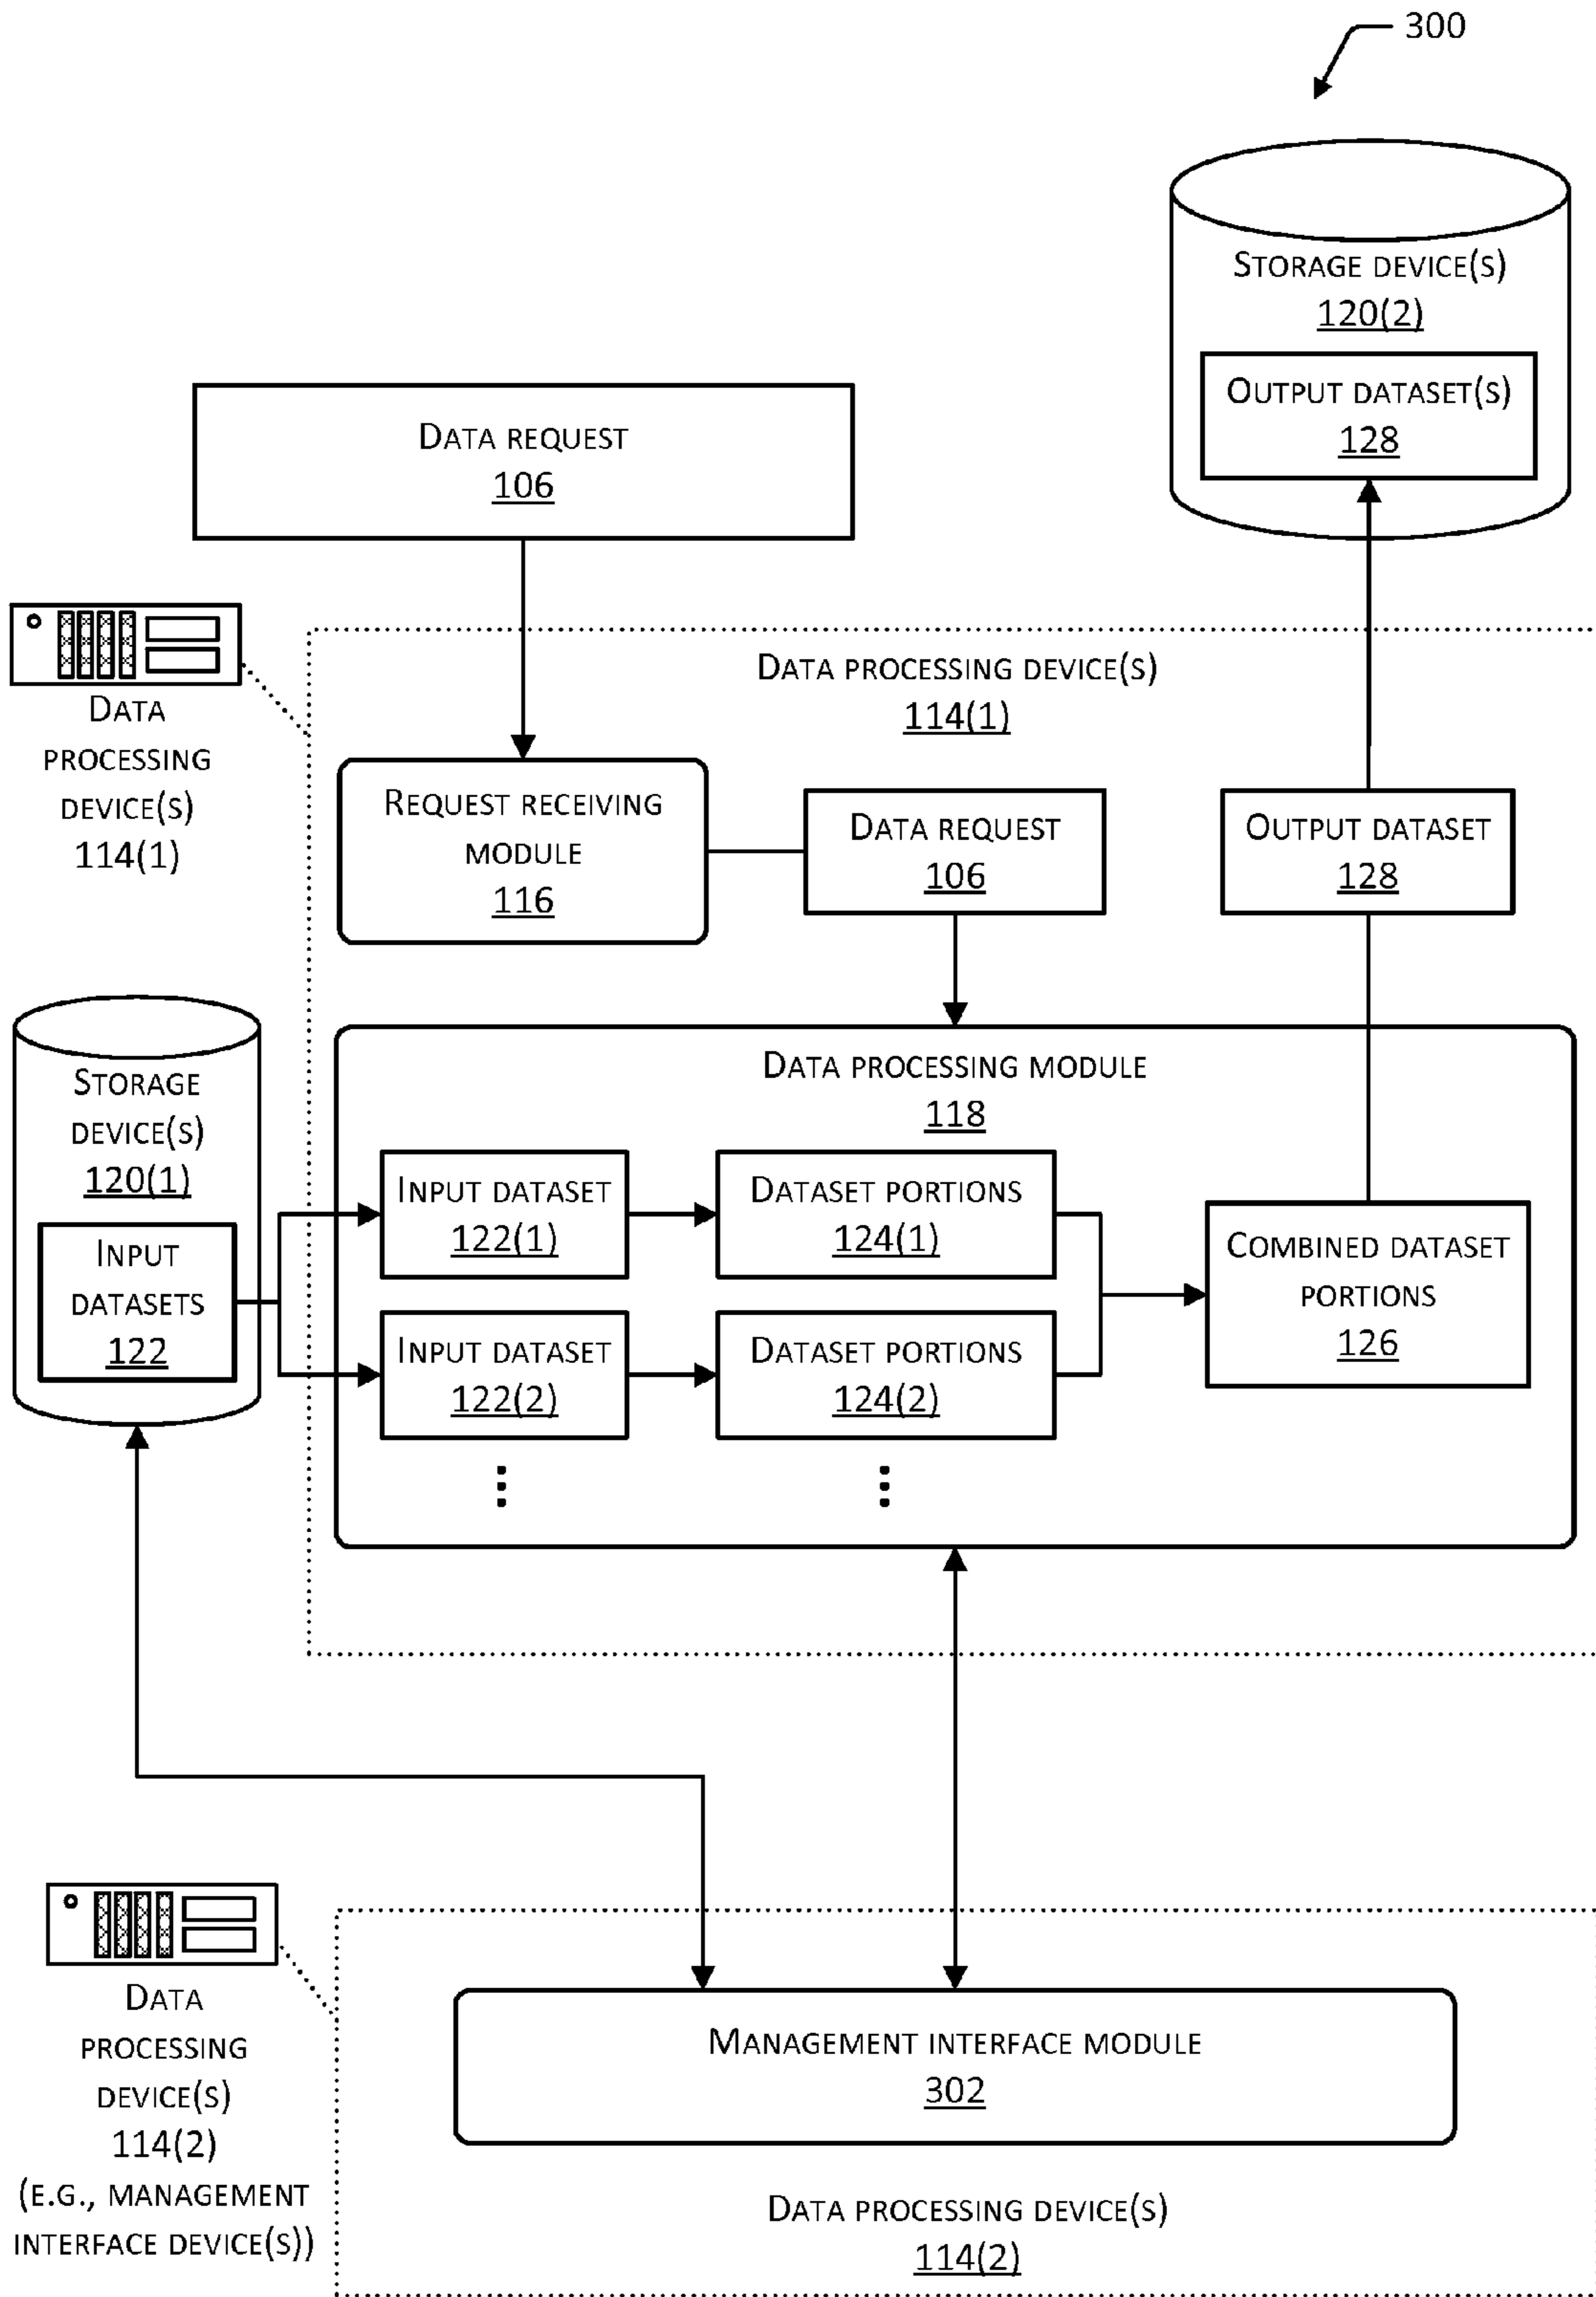 300
Storage device(s)
120(2)
Output dataset(s)
128
Data request
106
Data
processing
device(s)
114(1)
Data processing device(s)
114(1)
Request receiving
module
116
Data request
106
Output dataset
128
Storage
device(s)
120(1)
Input
datasets
122
Data processing module
118
Input dataset
122(1)
Dataset portions
124(1)
Input dataset
122(2)
Dataset portions
124(2)
Combined dataset
portions
126
Data
processing
device(s)
114(2)
(e.g., management
interface device(s))
Management interface module
302
Data processing device(s)
114(2)